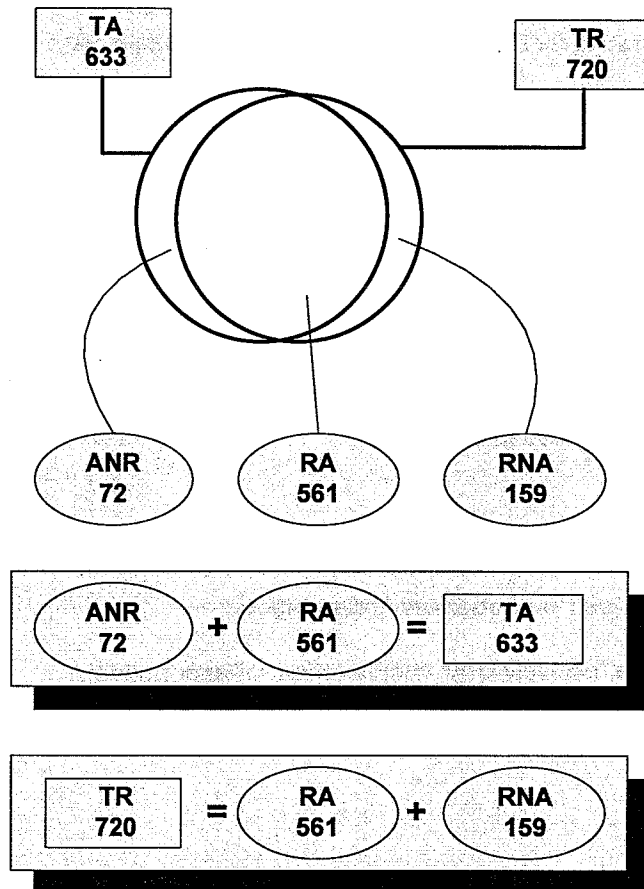 TA
633
TR
720
ANR
72
RA
561
RNA
159
ANR
72
+
RA
561
=
TA
633
TR
720
=
RA
561
+
RNA
159